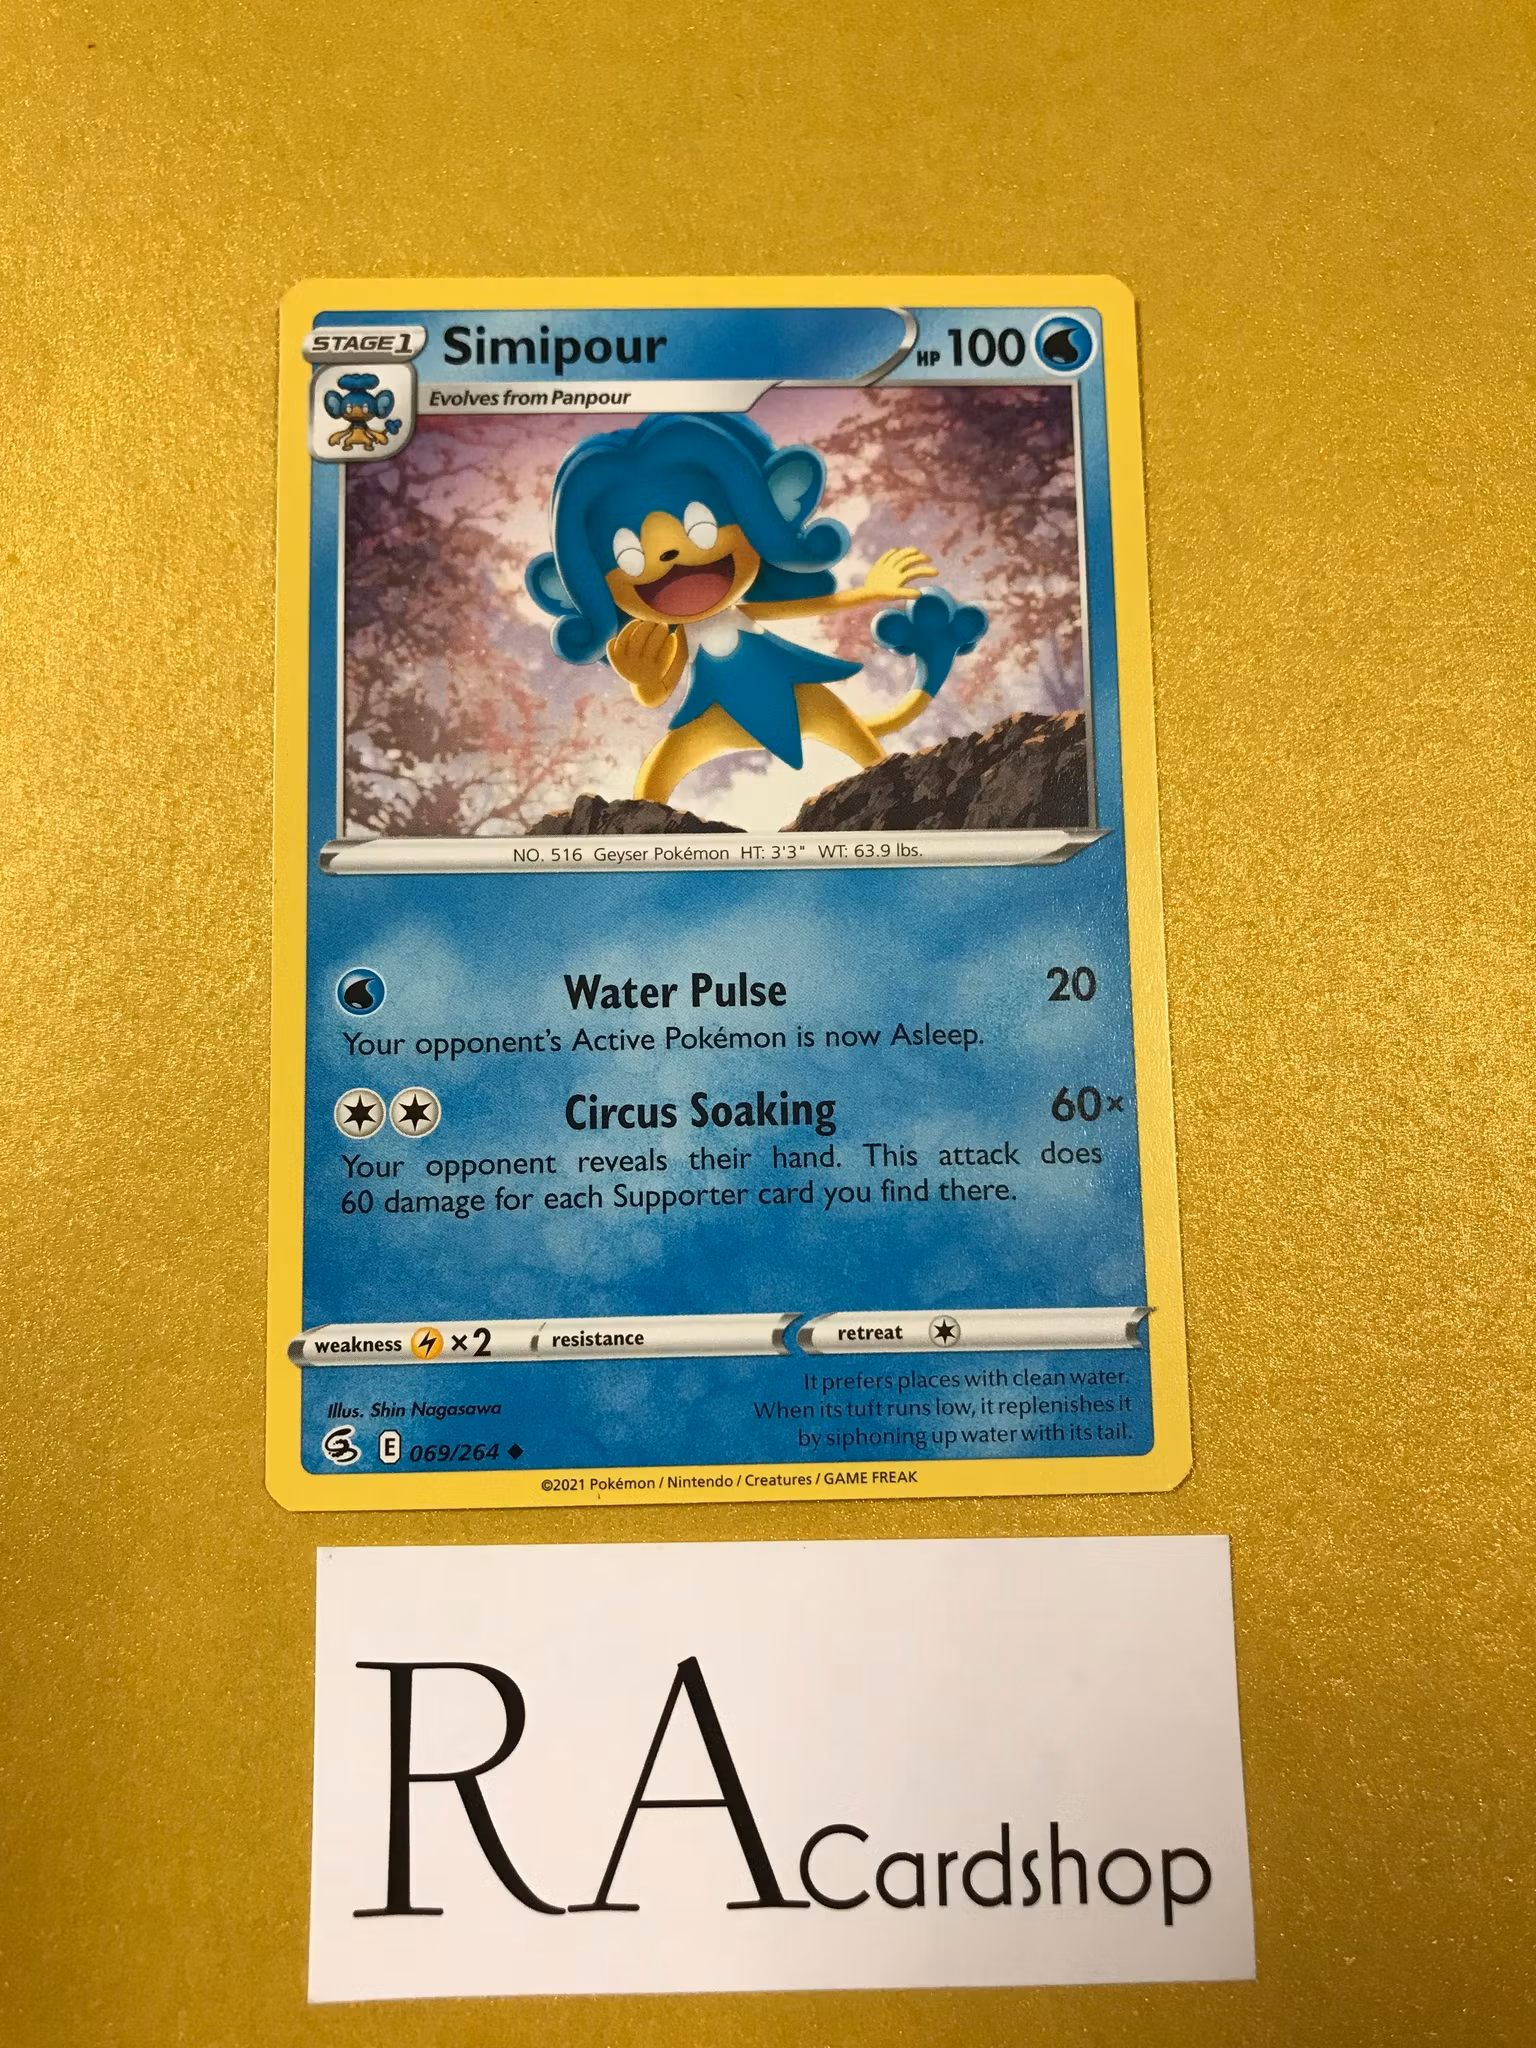 STAGE 1 Simipour HP 100
Evolves from Panpour
NO. 516 Geyser Pokémon HT: 3'3" WT: 63.9 lbs.
Water Pulse 20
Your opponent's Active Pokémon is now Asleep.
Circus Soaking 60×
Your opponent reveals their hand. This attack does
60 damage for each Supporter card you find there.
weakness ×2 resistance retreat
It prefers places with clean water.
When its tuft runs low, it replenishes it
by siphoning up water with its tail.
Illus. Shin Nagasawa
E 069/264
©2021 Pokémon / Nintendo / Creatures / GAME FREAK
RA Cardshop